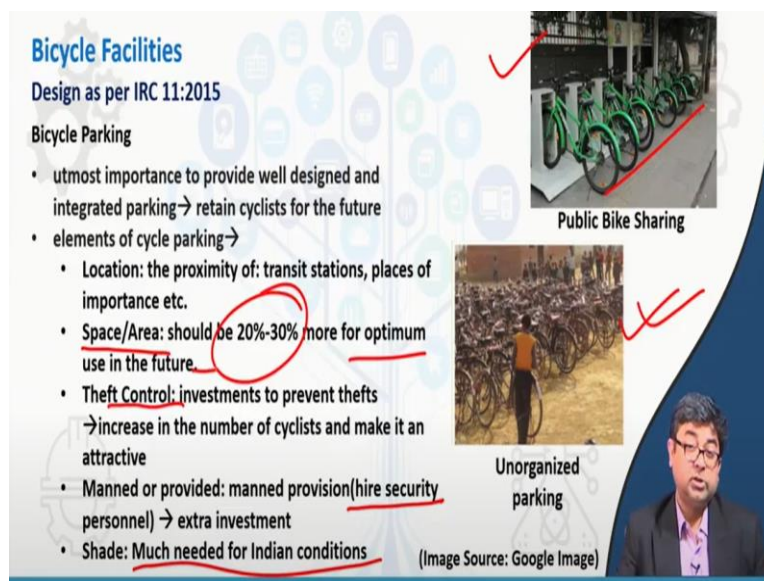 Bicycle Facilities
Design as per IRC 11:2015
Bicycle Parking
• utmost importance to provide well designed and
integrated parking→ retain cyclists for the future
• elements of cycle parking→
• Location: the proximity of: transit stations, places of
importance etc.
• Space/Area: should be 20%-30% more for optimum
use in the future.
• Theft Control: investments to prevent thefts
→increase in the number of cyclists and make it an
attractive
• Manned or provided: manned provision(hire security
personnel) → extra investment
• Shade: Much needed for Indian conditions
Public Bike Sharing
Unorganized
parking
(Image Source: Google Image)